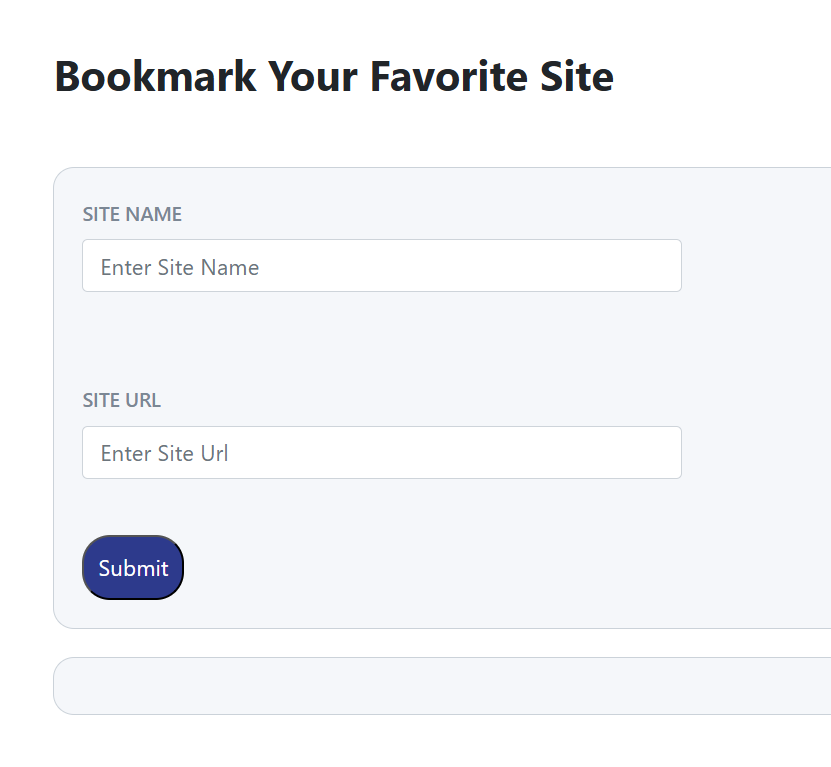 Bookmark Your Favorite Site
SITE NAME
Enter Site Name
SITE URL
Enter Site Url
Submit